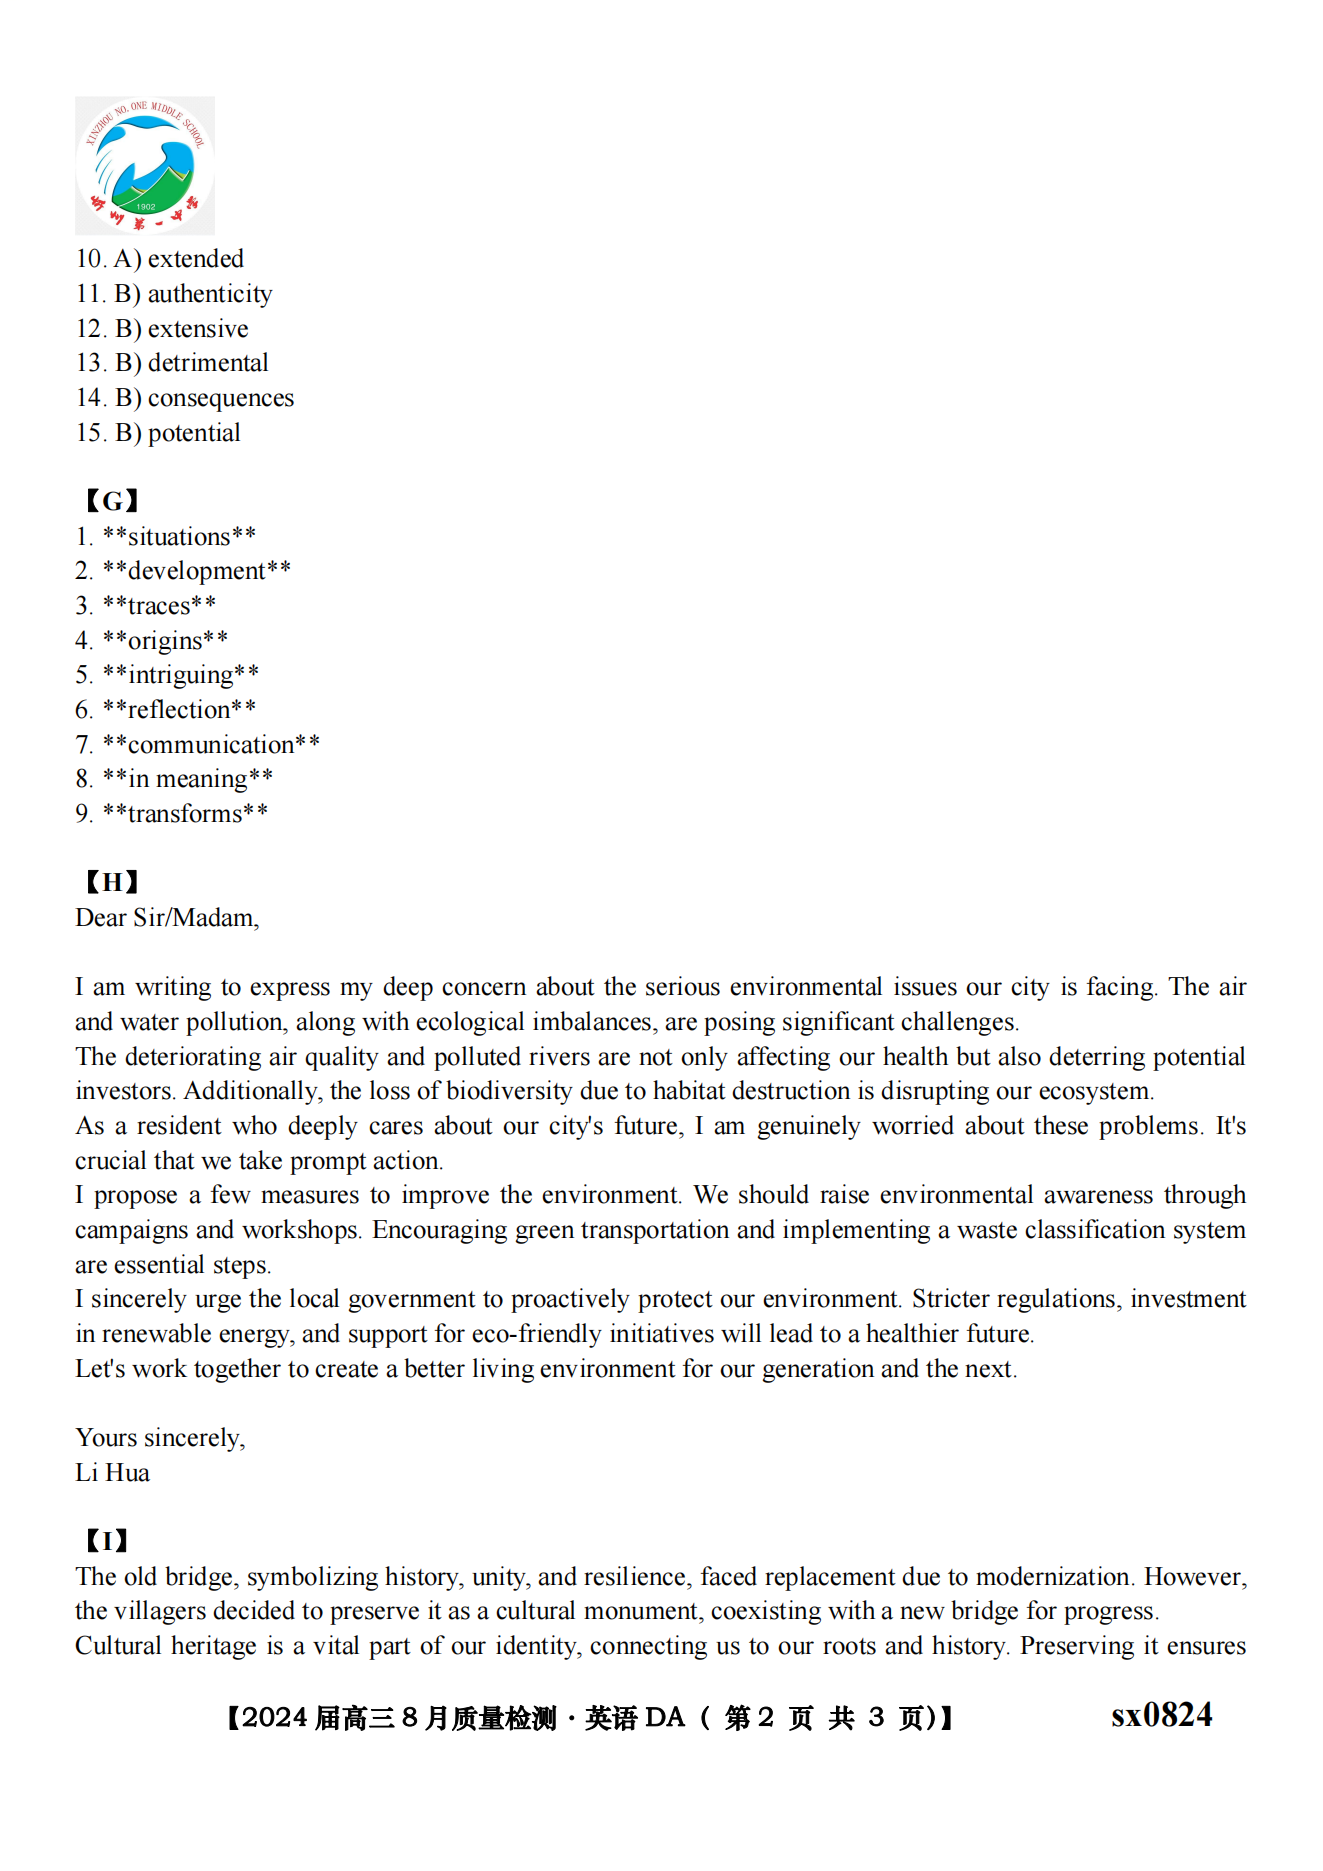 XINZHOU NO. ONE MIDDLE SCHOOL
1902
忻州第一中学
10. A) extended
11. B) authenticity
12. B) extensive
13. B) detrimental
14. B) consequences
15. B) potential
【G】
1. **situations**
2. **development**
3. **traces**
4. **origins**
5. **intriguing**
6. **reflection**
7. **communication**
8. **in meaning**
9. **transforms**
【H】
Dear Sir/Madam,
I am writing to express my deep concern about the serious environmental issues our city is facing. The air
and water pollution, along with ecological imbalances, are posing significant challenges.
The deteriorating air quality and polluted rivers are not only affecting our health but also deterring potential
investors. Additionally, the loss of biodiversity due to habitat destruction is disrupting our ecosystem.
As a resident who deeply cares about our city's future, I am genuinely worried about these problems. It's
crucial that we take prompt action.
I propose a few measures to improve the environment. We should raise environmental awareness through
campaigns and workshops. Encouraging green transportation and implementing a waste classification system
are essential steps.
I sincerely urge the local government to proactively protect our environment. Stricter regulations, investment
in renewable energy, and support for eco-friendly initiatives will lead to a healthier future.
Let's work together to create a better living environment for our generation and the next.
Yours sincerely,
Li Hua
【I】
The old bridge, symbolizing history, unity, and resilience, faced replacement due to modernization. However,
the villagers decided to preserve it as a cultural monument, coexisting with a new bridge for progress.
Cultural heritage is a vital part of our identity, connecting us to our roots and history. Preserving it ensures
【2024 届高三 8 月质量检测 · 英语 DA（ 第 2 页 共 3 页）】 sx0824